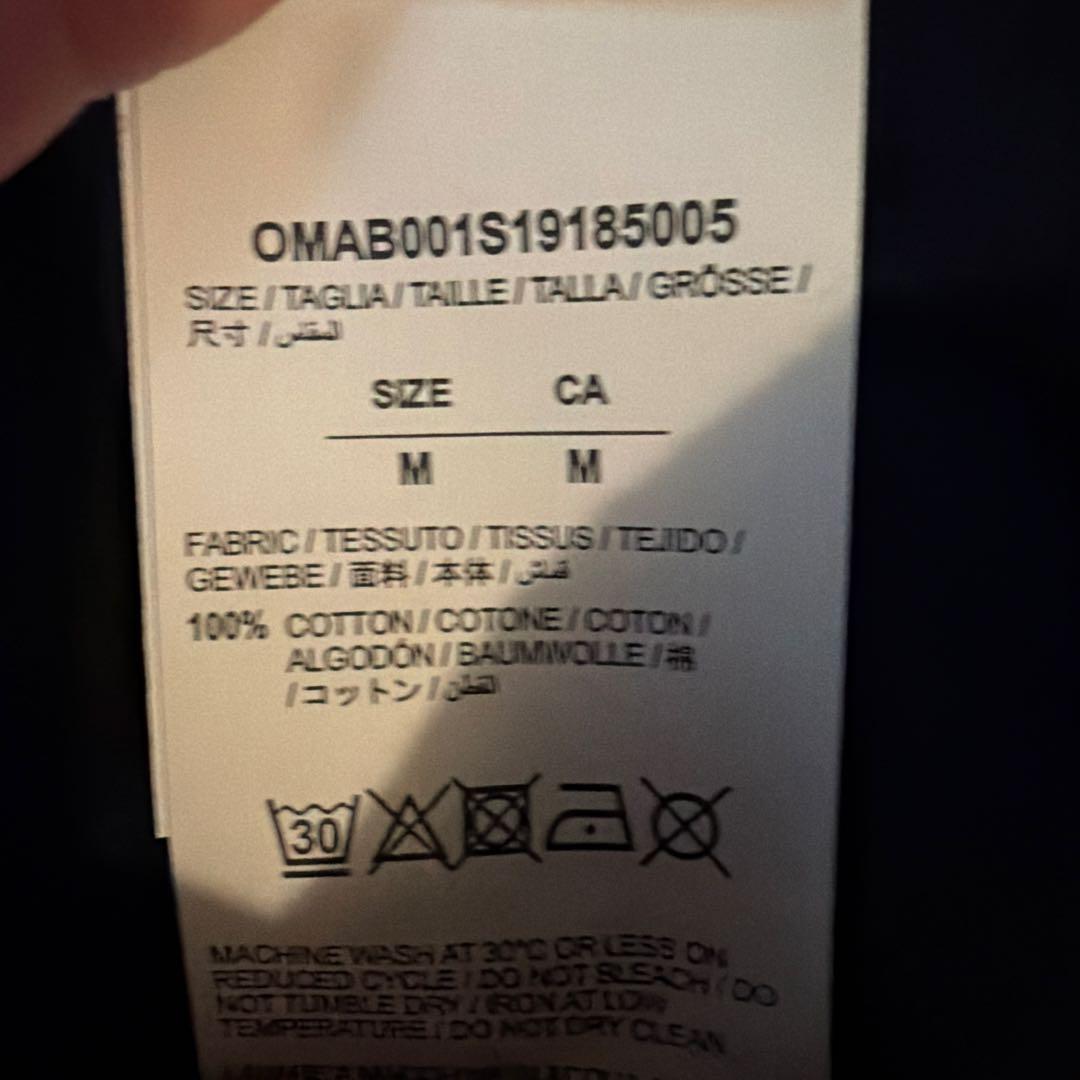 OMAB001S19185005
SIZE / TAGLIA / TAILLE / TALLA / GRÖSSE /
尺寸 / المقاس
SIZE CA
M M
FABRIC / TESSUTO / TISSUS / TEJIDO /
GEWEBE / 面料 / 本体 / قماش
100% COTTON / COTONE / COTON /
ALGODÓN / BAUMWOLLE / 棉
/ コットン / القطن
30
MACHINE WASH AT 30°C OR LESS ON
REDUCED CYCLE / DO NOT BLEACH / DO
NOT TUMBLE DRY / IRON AT LOW
TEMPERATURE / DO NOT DRY CLEAN